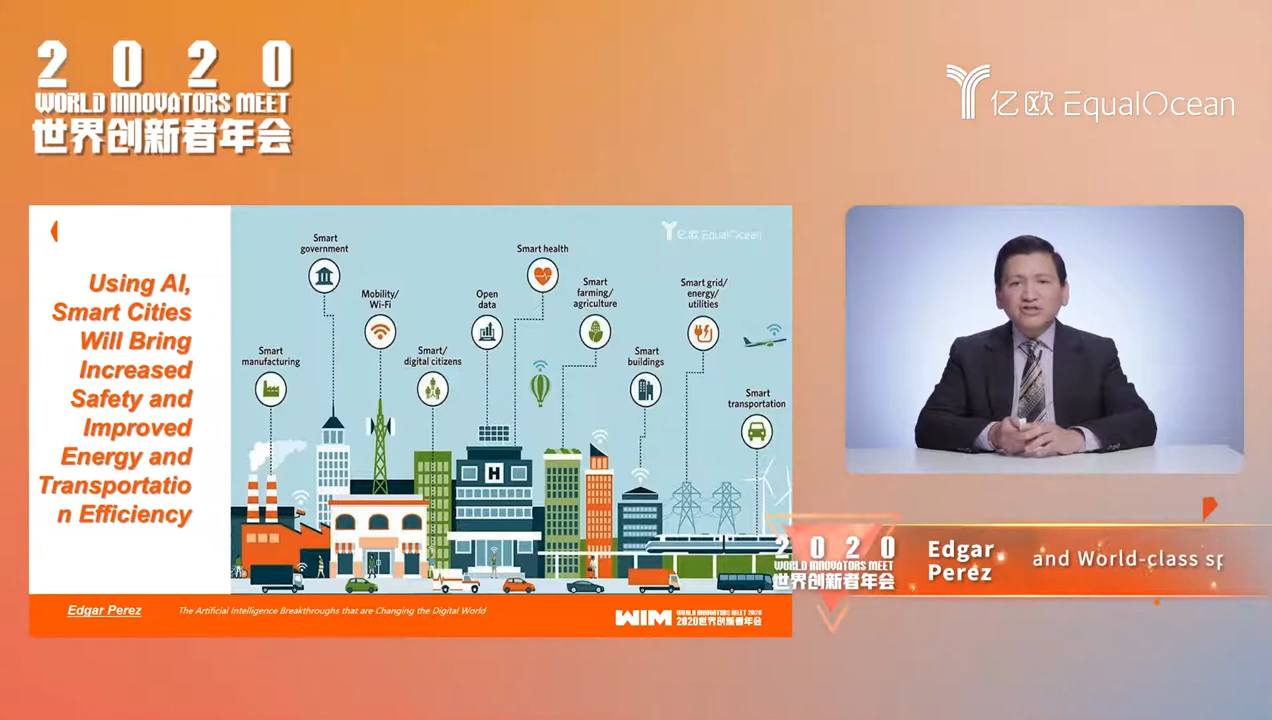 2020
WORLD INNOVATORS MEET
世界创新者年会
亿欧 EqualOcean
Using AI,
Smart Cities
Will Bring
Increased
Safety and
Improved
Energy and
Transportatio
n Efficiency
亿欧 EqualOcean
Smart
government
Smart health
Mobility/
Wi-Fi
Open
data
Smart
farming/
agriculture
Smart grid/
energy/
utilities
Smart
manufacturing
Smart/
digital citizens
Smart
buildings
Smart
transportation
H
Edgar Perez
The Artificial Intelligence Breakthroughs that are Changing the Digital World
WIM
WORLD INNOVATORS MEET 2020
2020世界创新者年会
2020
WORLD INNOVATORS MEET
世界创新者年会
Edgar
Perez
and World-class sp